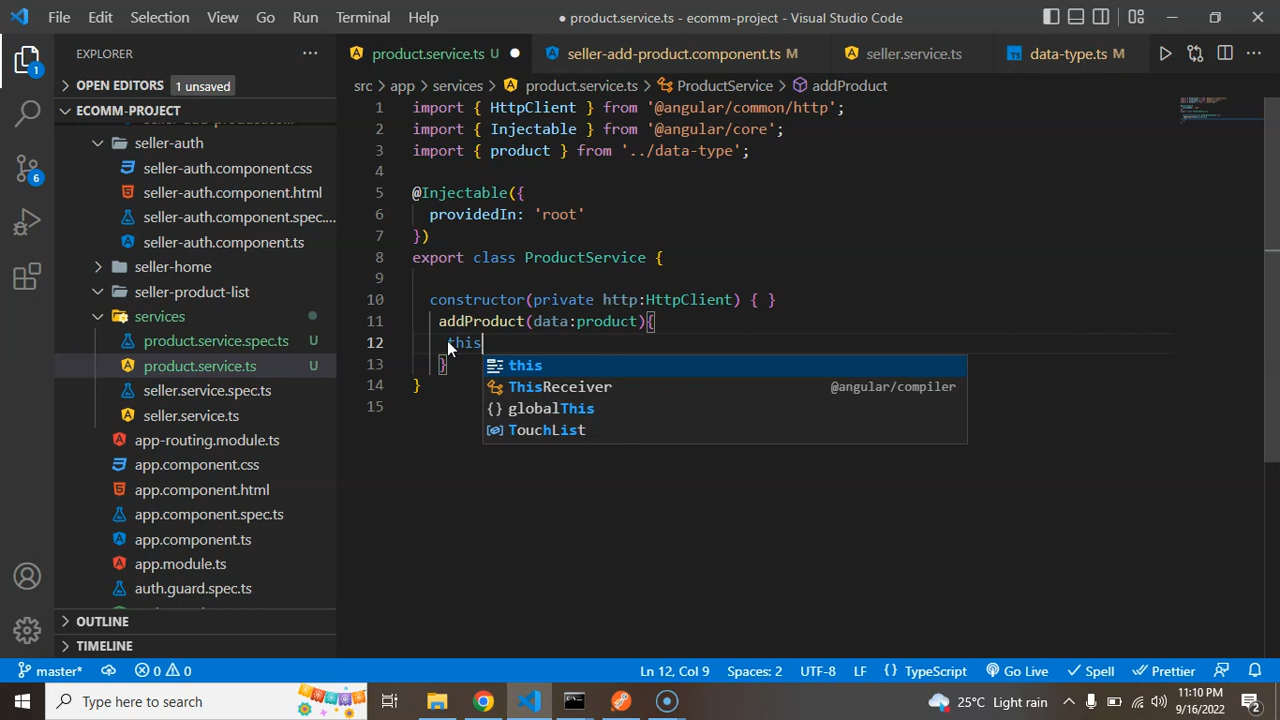 File Edit Selection View Go Run Terminal Help
● product.service.ts - ecomm-project - Visual Studio Code
EXPLORER
product.service.ts
seller-add-product.component.ts M
seller.service.ts
data-type.ts M
OPEN EDITORS 1 unsaved
src > app > services > product.service.ts > ProductService > addProduct
ECOMM-PROJECT
seller-auth
seller-auth.component.css
seller-auth.component.html
seller-auth.component.spec....
seller-auth.component.ts
seller-home
seller-product-list
services
product.service.spec.ts U
product.service.ts U
seller.service.spec.ts
seller.service.ts
app-routing.module.ts
app.component.css
app.component.html
app.component.spec.ts
app.component.ts
app.module.ts
auth.guard.spec.ts
OUTLINE
TIMELINE
1
6
1 import { HttpClient } from '@angular/common/http';
2 import { Injectable } from '@angular/core';
3 import { product } from '../data-type';
4
5 @Injectable({
6 providedIn: 'root'
7 })
8 export class ProductService {
9
10 constructor(private http:HttpClient) { }
11 addProduct(data:product){
12 this
13 }
14 }
15
this
ThisReceiver @angular/compiler
globalThis
TouchList
master* 0 0 Ln 12, Col 9 Spaces: 2 UTF-8 LF { } TypeScript Go Live Spell Prettier
Type here to search
25°C Light rain
11:10 PM
9/16/2022
2